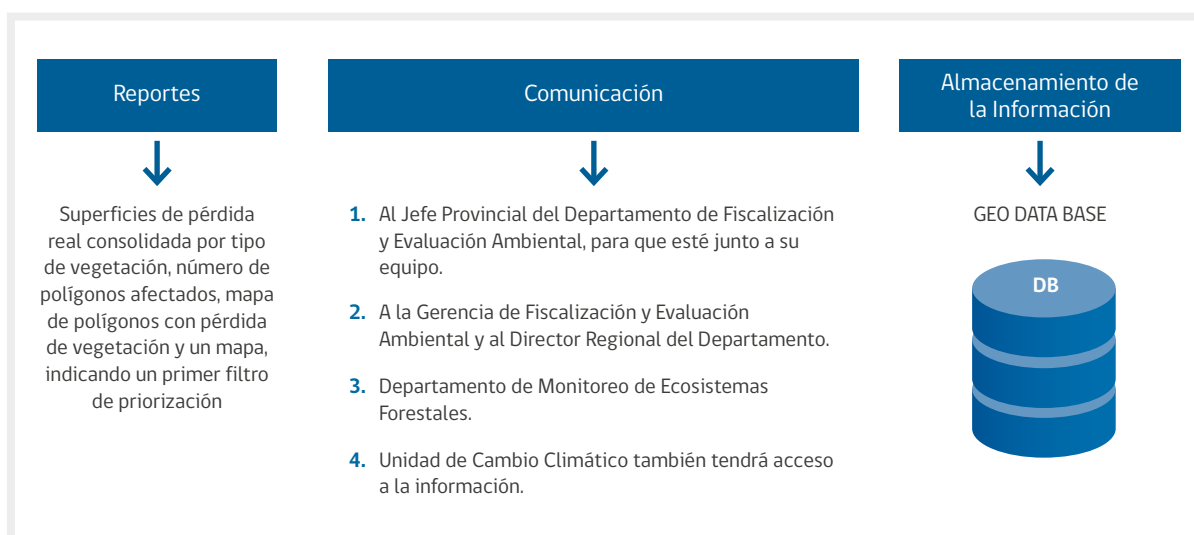 Reportes
Superficies de pérdida
real consolidada por tipo
de vegetación, número de
polígonos afectados, mapa
de polígonos con pérdida
de vegetación y un mapa,
indicando un primer filtro
de priorización
Comunicación
1. Al Jefe Provincial del Departamento de Fiscalización
y Evaluación Ambiental, para que esté junto a su
equipo.
2. A la Gerencia de Fiscalización y Evaluación
Ambiental y al Director Regional del Departamento.
3. Departamento de Monitoreo de Ecosistemas
Forestales.
4. Unidad de Cambio Climático también tendrá acceso
a la información.
Almacenamiento de
la Información
GEO DATA BASE
DB